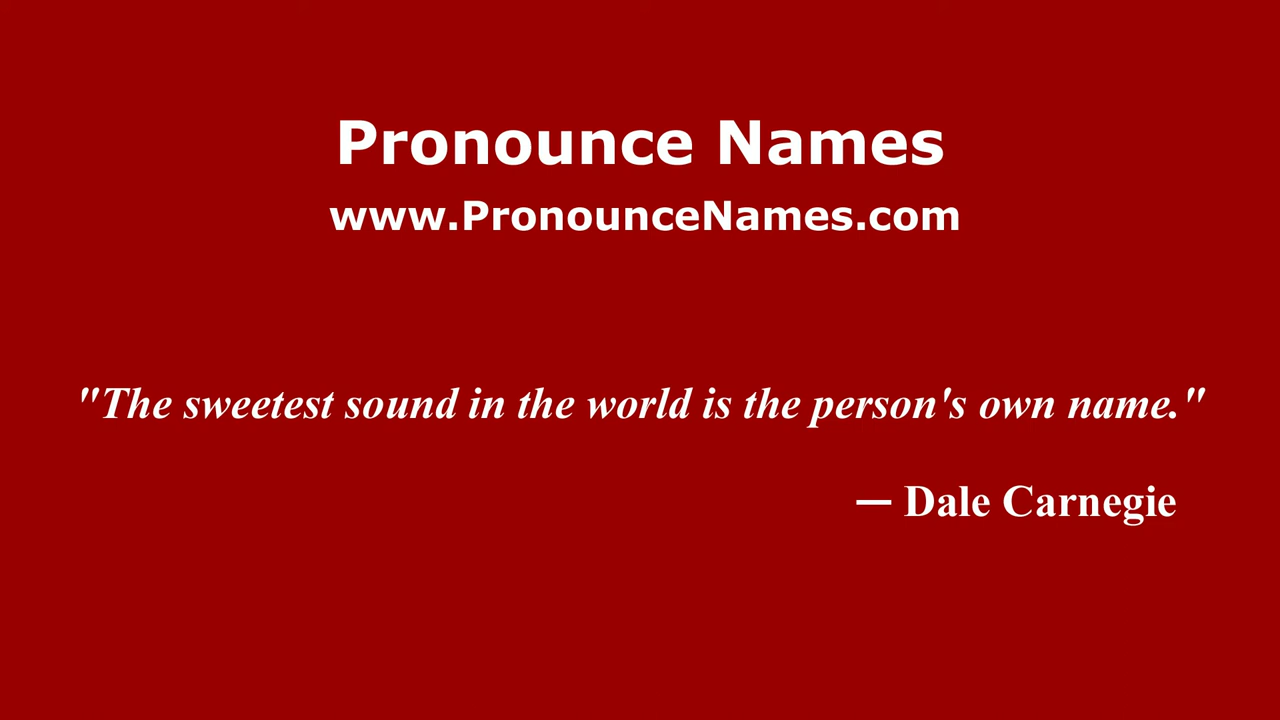 Pronounce Names
www.PronounceNames.com
"The sweetest sound in the world is the person's own name."
— Dale Carnegie